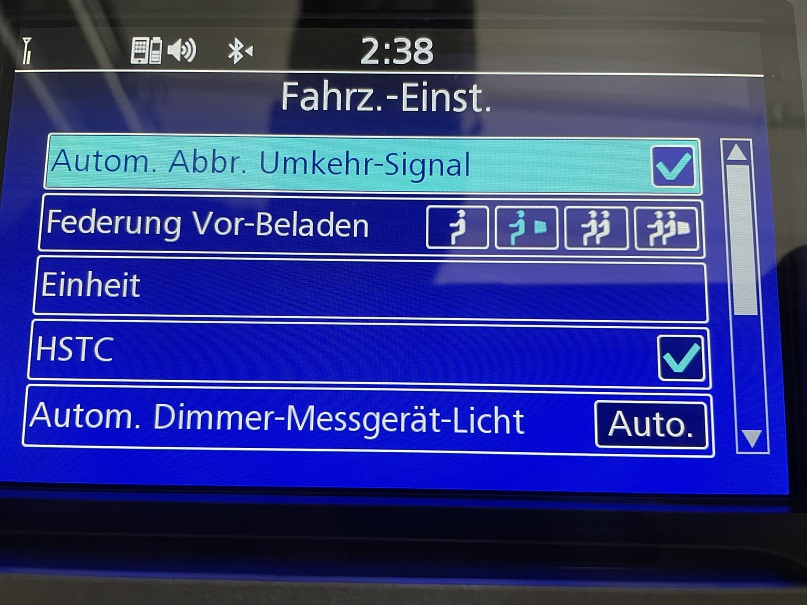 2:38
Fahrz.-Einst.
Autom. Abbr. Umkehr-Signal
Federung Vor-Beladen
Einheit
HSTC
Autom. Dimmer-Messgerät-Licht Auto.